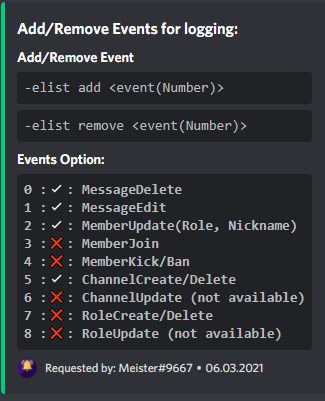 Add/Remove Events for logging:
Add/Remove Event
-elist add <event(Number)>
-elist remove <event(Number)>
Events Option:
0 :✓: MessageDelete
1 :✓: MessageEdit
2 :✓: MemberUpdate(Role, Nickname)
3 :❌: MemberJoin
4 :❌: MemberKick/Ban
5 :✓: ChannelCreate/Delete
6 :❌: ChannelUpdate (not available)
7 :❌: RoleCreate/Delete
8 :❌: RoleUpdate (not available)
Requested by: Meister#9667 • 06.03.2021